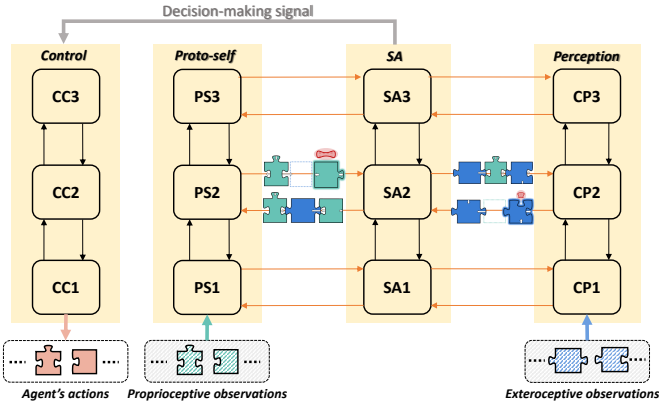 Decision-making signal
Control
Proto-self
SA
Perception
CC3
PS3
SA3
CP3
CC2
PS2
SA2
CP2
CC1
PS1
SA1
CP1
Agent's actions
Proprioceptive observations
Exteroceptive observations